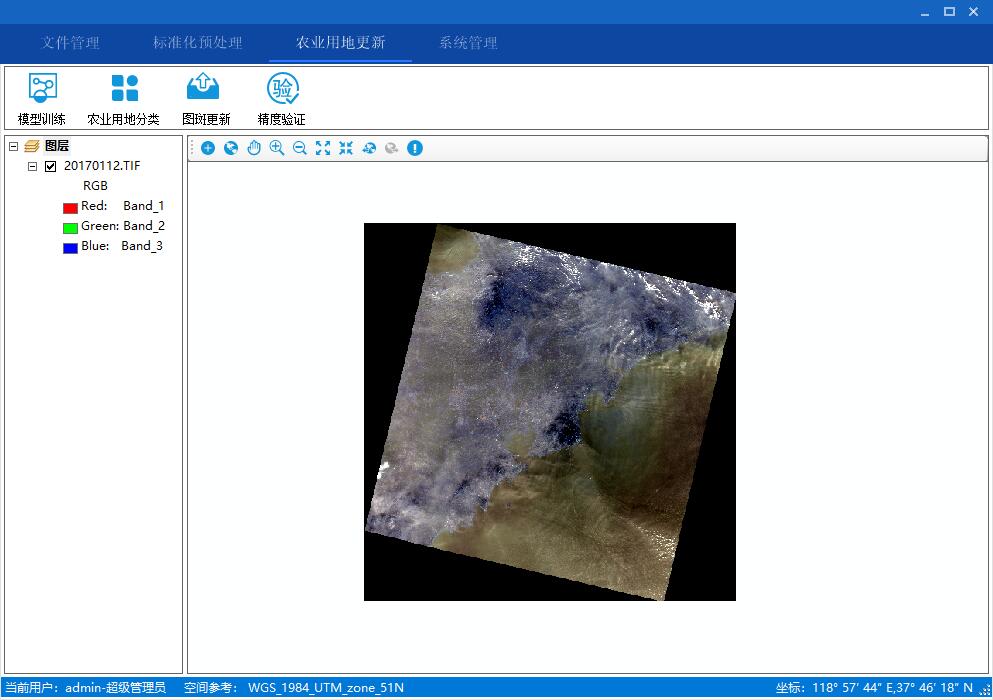 文件管理 标准化预处理 农业用地更新 系统管理
模型训练 农业用地分类 图斑更新 验 精度验证
图层
20170112.TIF
RGB
Red: Band_1
Green: Band_2
Blue: Band_3
当前用户: admin-超级管理员 空间参考: WGS_1984_UTM_zone_51N 坐标: 118° 57′ 44″ E,37° 46′ 18″ N